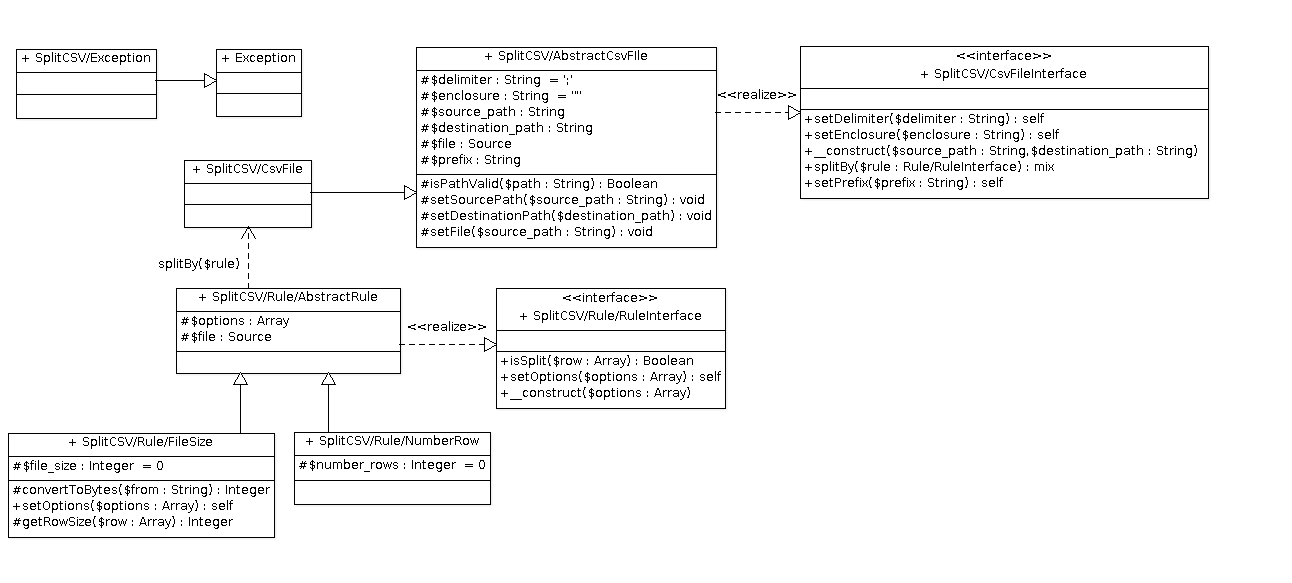 + SplitCSV/Exception
+ Exception
+ SplitCSV/AbstractCsvFIle
#$delimiter : String = ';'
#$enclosure : String = '"'
#$source_path : String
#$destination_path : String
#$file : Source
#$prefix : String
#isPathValid($path : String) : Boolean
#setSourcePath($source_path : String) : void
#setDestinationPath($destination_path) : void
#setFile($source_path : String) : void
<<realize>>
<<interface>>
+ SplitCSV/CsvFileInterface
+setDelimiter($delimiter : String) : self
+setEnclosure($enclosure : String) : self
+__construct($source_path : String,$destination_path : String)
+splitBy($rule : Rule/RuleInterface) : mix
+setPrefix($prefix : String) : self
+ SplitCSV/CsvFile
splitBy($rule)
+ SplitCSV/Rule/AbstractRule
#$options : Array
#$file : Source
<<realize>>
<<interface>>
+ SplitCSV/Rule/RuleInterface
+isSplit($row : Array) : Boolean
+setOptions($options : Array) : self
+__construct($options : Array)
+ SplitCSV/Rule/FileSize
#$file_size : Integer = 0
#convertToBytes($from : String) : Integer
+setOptions($options : Array) : self
#getRowSize($row : Array) : Integer
+ SplitCSV/Rule/NumberRow
#$number_rows : Integer = 0